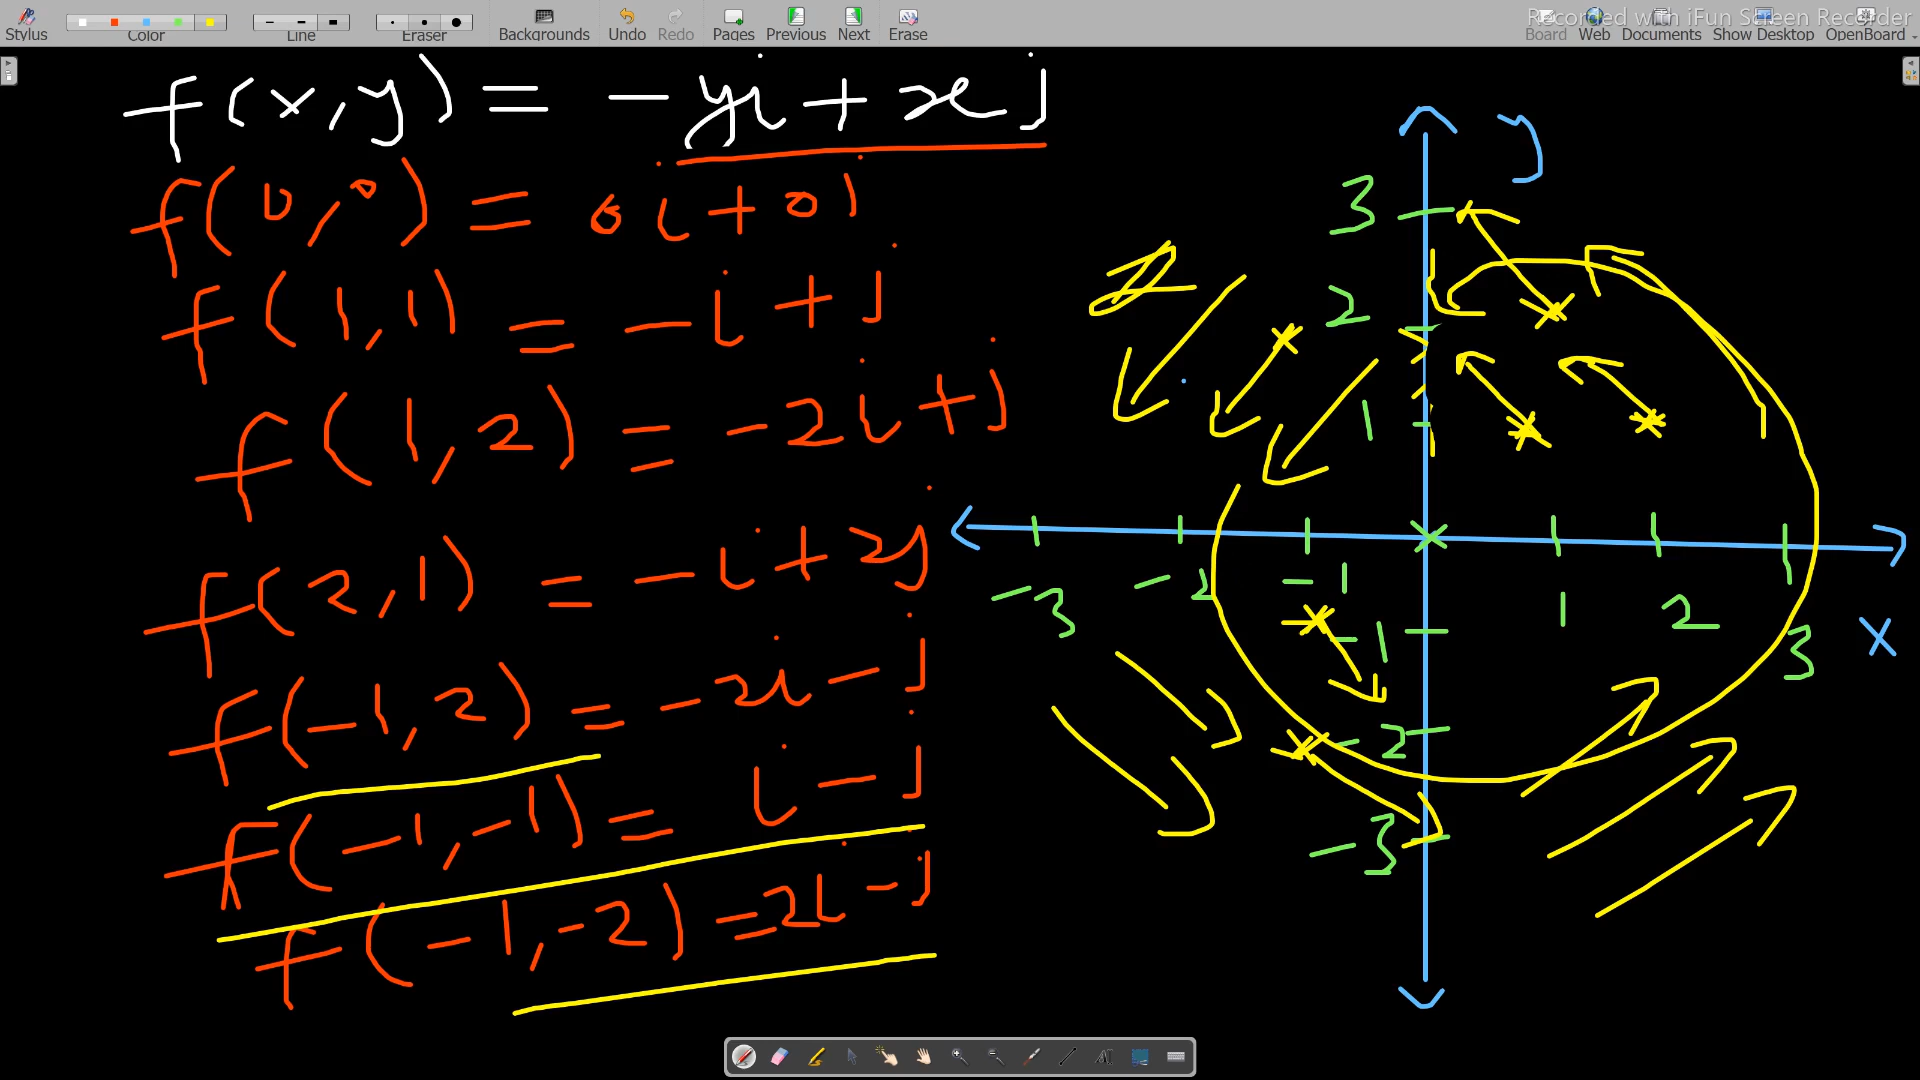 Recorded with iFun Screen Recorder
Stylus Color Line Eraser Backgrounds Undo Redo Pages Previous Next Erase Board Web Documents Show Desktop OpenBoard
f(x,y) = -yi + xj
f(0,0) = 0i + 0j
f(1,1) = -i + j
f(1,2) = -2i + j
f(2,1) = -i + 2j
f(-1,2) = -2i - j
f(-1,-1) = i - j
f(-1,-2) = 2i - j
y
3
2
1
-3 -2 -1 1 2 3
x
-1
-2
-3